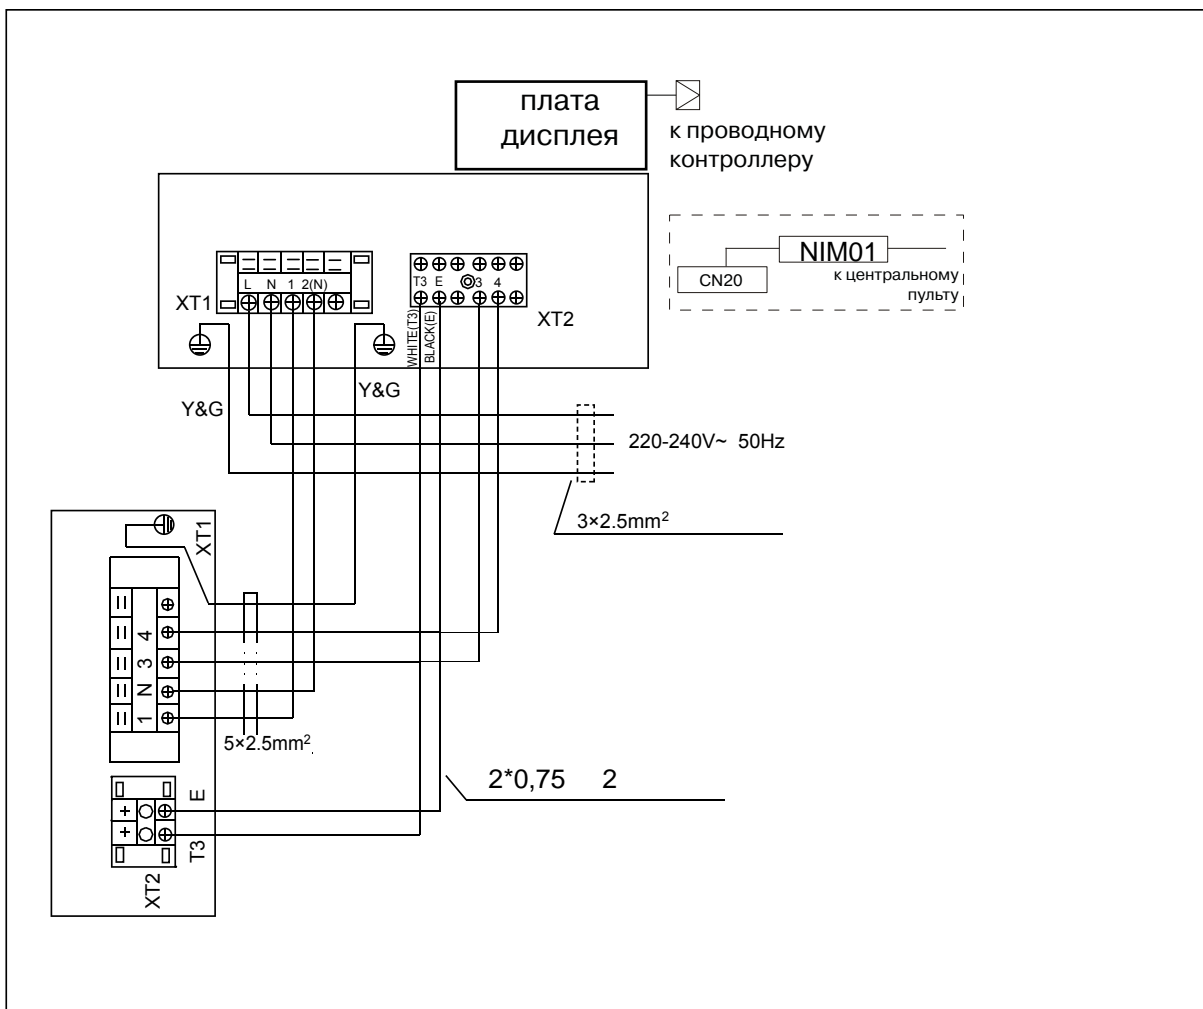 плата
дисплея
к проводному
контроллеру
NIM01
CN20
к центральному
пульту
L N 1 2(N)
XT1
T3 E 3 4
XT2
WHITE(T3)
BLACK(E)
Y&G
Y&G
220-240V~ 50Hz
3×2.5mm²
XT1
4
3
N
1
5×2.5mm²
2*0,75 2
E
T3
XT2